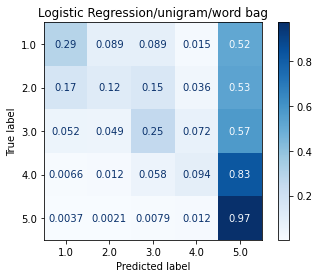 Logistic Regression/unigram/word bag
True label
1.0 0.29 0.089 0.089 0.015 0.52
2.0 0.17 0.12 0.15 0.036 0.53
3.0 0.052 0.049 0.25 0.072 0.57
4.0 0.0066 0.012 0.058 0.094 0.83
5.0 0.0037 0.0021 0.0079 0.012 0.97
1.0 2.0 3.0 4.0 5.0
Predicted label
0.8
0.6
0.4
0.2